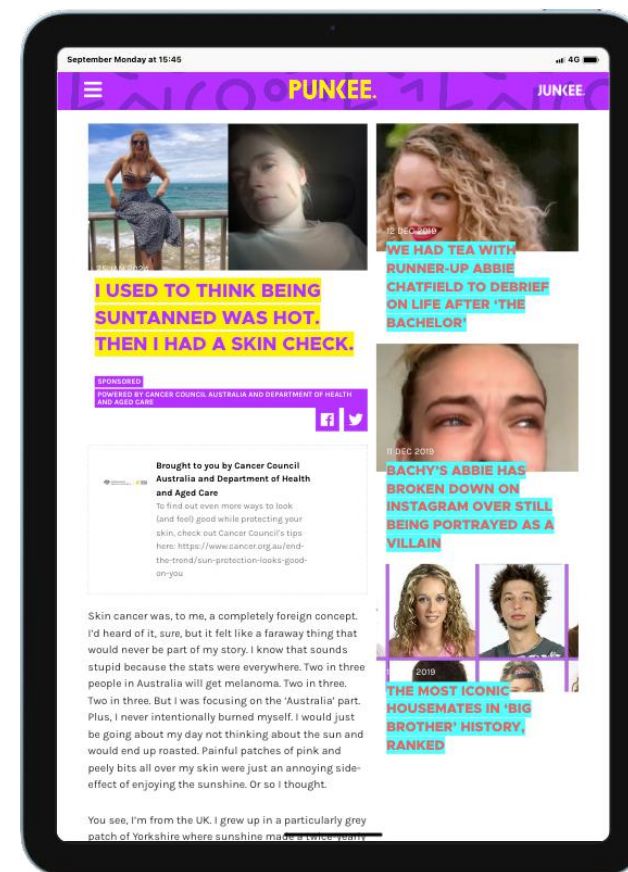 September Monday at 15:45
4G
PUNKEE.
JUNKEE.
25 JAN 2024
I USED TO THINK BEING
SUNTANNED WAS HOT.
THEN I HAD A SKIN CHECK.
SPONSORED
POWERED BY CANCER COUNCIL AUSTRALIA AND DEPARTMENT OF HEALTH
AND AGED CARE
Brought to you by Cancer Council
Australia and Department of Health
and Aged Care
To find out even more ways to look
(and feel) good while protecting your
skin, check out Cancer Council's tips
here: https://www.cancer.org.au/end-
the-trend/sun-protection-looks-good-
on-you
Skin cancer was, to me, a completely foreign concept.
I'd heard of it, sure, but it felt like a faraway thing that
would never be part of my story. I know that sounds
stupid because the stats were everywhere. Two in three
people in Australia will get melanoma. Two in three.
Two in three. But I was focusing on the 'Australia' part.
Plus, I never intentionally burned myself. I would just
be going about my day not thinking about the sun and
would end up roasted. Painful patches of pink and
peely bits all over my skin were just an annoying side-
effect of enjoying the sunshine. Or so I thought.
You see, I'm from the UK. I grew up in a particularly grey
patch of Yorkshire where sunshine made a twice-yearly
12 DEC 2019
WE HAD TEA WITH
RUNNER-UP ABBIE
CHATFIELD TO DEBRIEF
ON LIFE AFTER 'THE
BACHELOR'
11 DEC 2019
BACHY'S ABBIE HAS
BROKEN DOWN ON
INSTAGRAM OVER STILL
BEING PORTRAYED AS A
VILLAIN
2019
THE MOST ICONIC
HOUSEMATES IN 'BIG
BROTHER' HISTORY,
RANKED